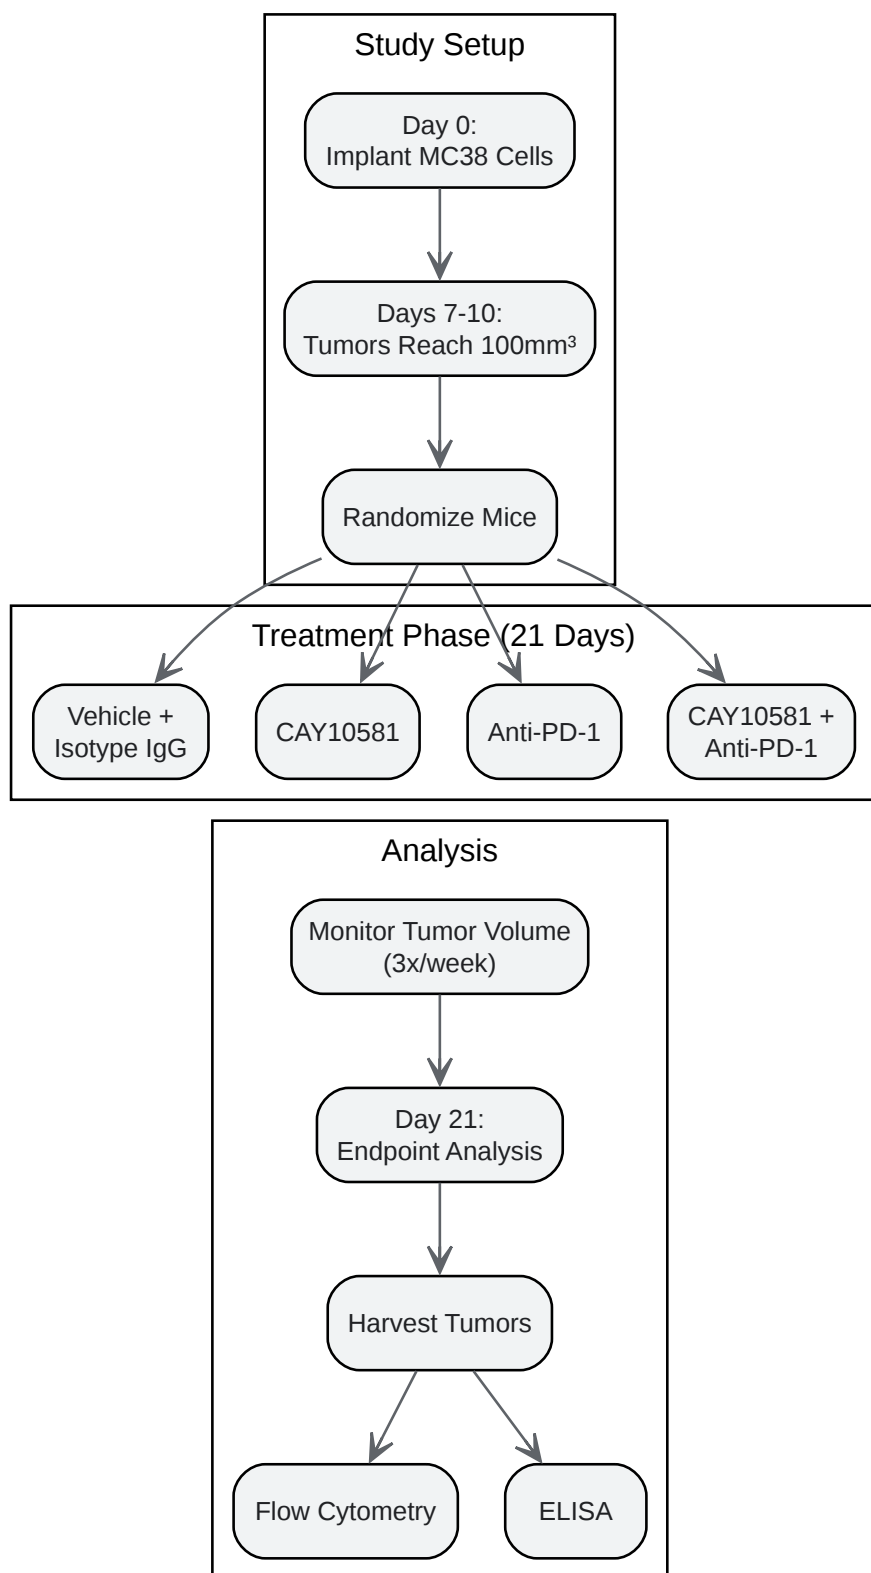 Study Setup
Day 0:
Implant MC38 Cells
Days 7-10:
Tumors Reach 100mm³
Randomize Mice
Treatment Phase (21 Days)
Vehicle +
Isotype IgG
CAY10581
Anti-PD-1
CAY10581 +
Anti-PD-1
Analysis
Monitor Tumor Volume
(3x/week)
Day 21:
Endpoint Analysis
Harvest Tumors
Flow Cytometry
ELISA